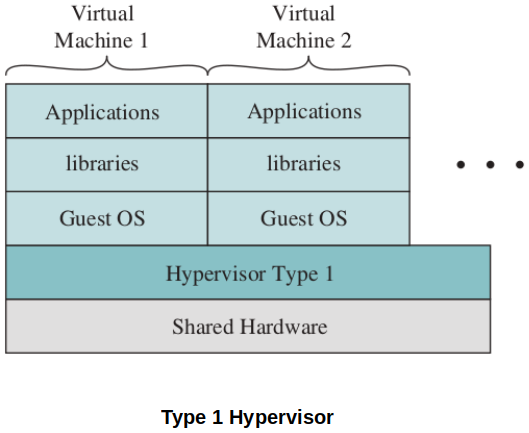 Virtual
Machine 1
Virtual
Machine 2
Applications
Applications
libraries
libraries
Guest OS
Guest OS
Hypervisor Type 1
Shared Hardware
Type 1 Hypervisor